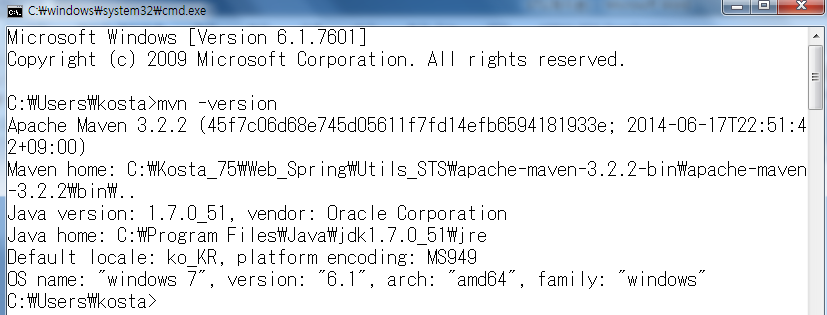 C:₩windows₩system32₩cmd.exe
Microsoft Windows [Version 6.1.7601]
Copyright (c) 2009 Microsoft Corporation. All rights reserved.
C:₩Users₩kosta>mvn -version
Apache Maven 3.2.2 (45f7c06d68e745d05611f7fd14efb6594181933e; 2014-06-17T22:51:4
2+09:00)
Maven home: C:₩Kosta_75₩Web_Spring₩Utils_STS₩apache-maven-3.2.2-bin₩apache-maven
-3.2.2₩bin₩..
Java version: 1.7.0_51, vendor: Oracle Corporation
Java home: C:₩Program Files₩Java₩jdk1.7.0_51₩jre
Default locale: ko_KR, platform encoding: MS949
OS name: "windows 7", version: "6.1", arch: "amd64", family: "windows"
C:₩Users₩kosta>